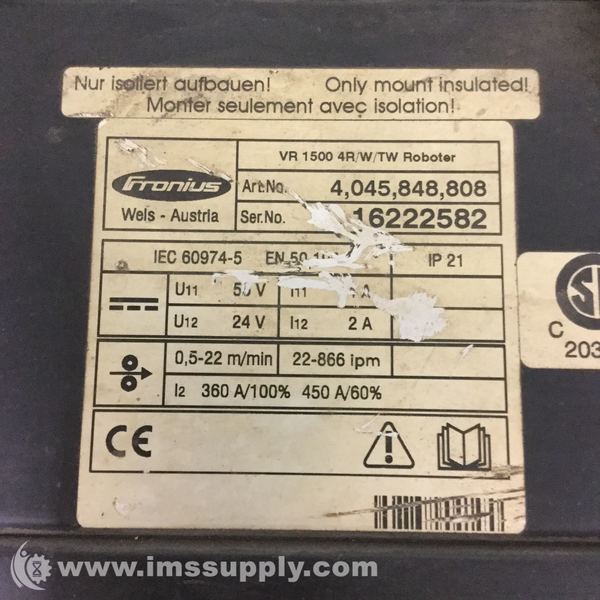 Nur isoliert aufbauen! Only mount insulated!
Monter seulement avec isolation!
VR 1500 4R/W/TW Roboter
Fronius
Art.No. 4,045,848,808
Wels - Austria Ser.No. 16222582
IEC 60974-5 EN IP 21
U11 V I11 A
U12 24 V I12 2 A
0,5-22 m/min 22-866 ipm
I2 360 A/100% 450 A/60%
CE
C
203
www.imssupply.com